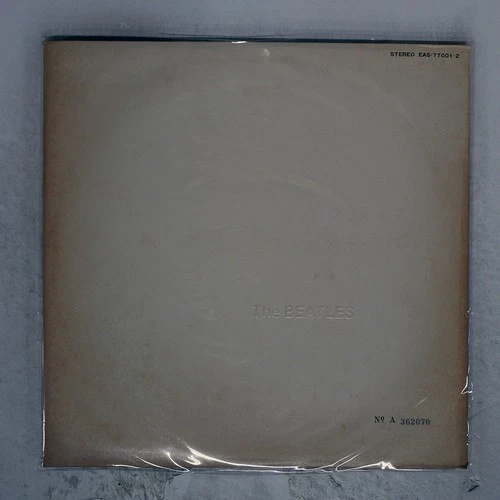 STEREO EAS-77001·2
The BEATLES
Nº A 362070